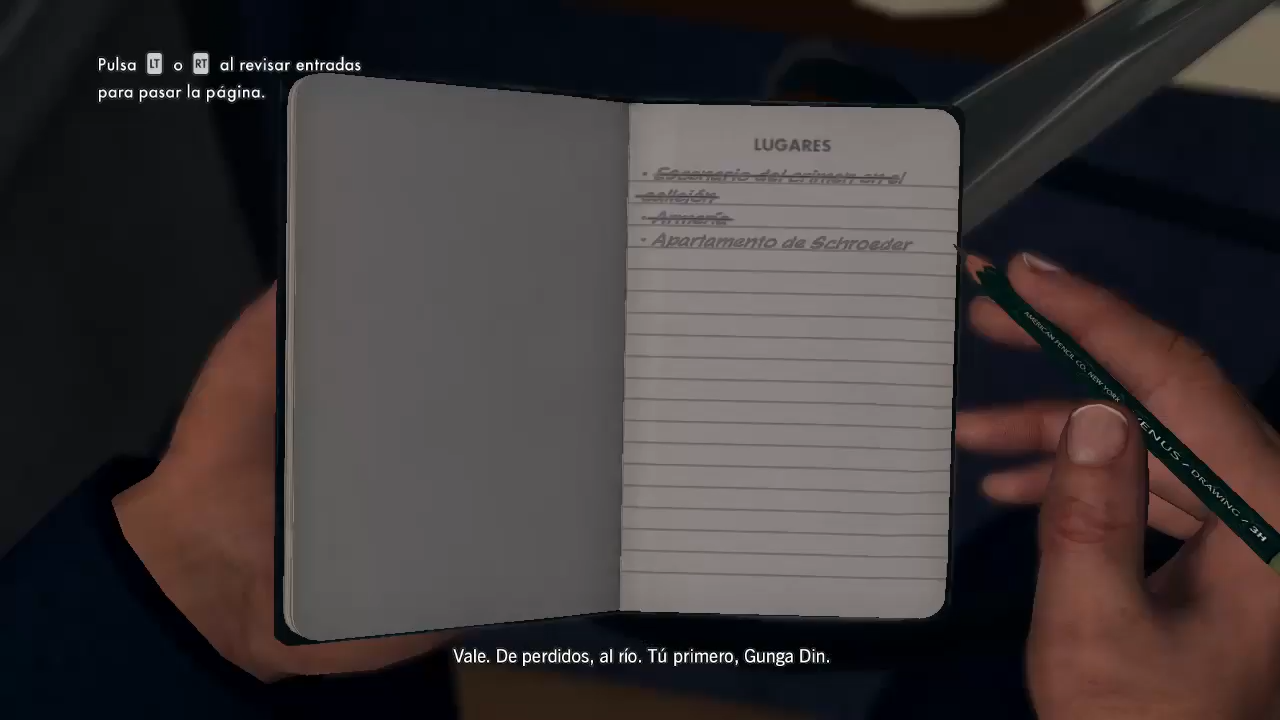 Pulsa LT o RT al revisar entradas
para pasar la página.
LUGARES
- Escenario del crimen en el
callejón
- Armería
- Apartamento de Schroeder
AMERICAN PENCIL CO. NEW YORK
VENUS / DRAWING / 3H
Vale. De perdidos, al río. Tú primero, Gunga Din.